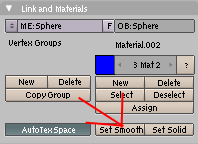 Link and Materials
ME:Sphere F OB:Sphere
Vertex Groups
Material.002
3 Mat 2 ?
New Delete New Delete
Copy Group Select Deselect
Assign
AutoTexSpace Set Smooth Set Solid